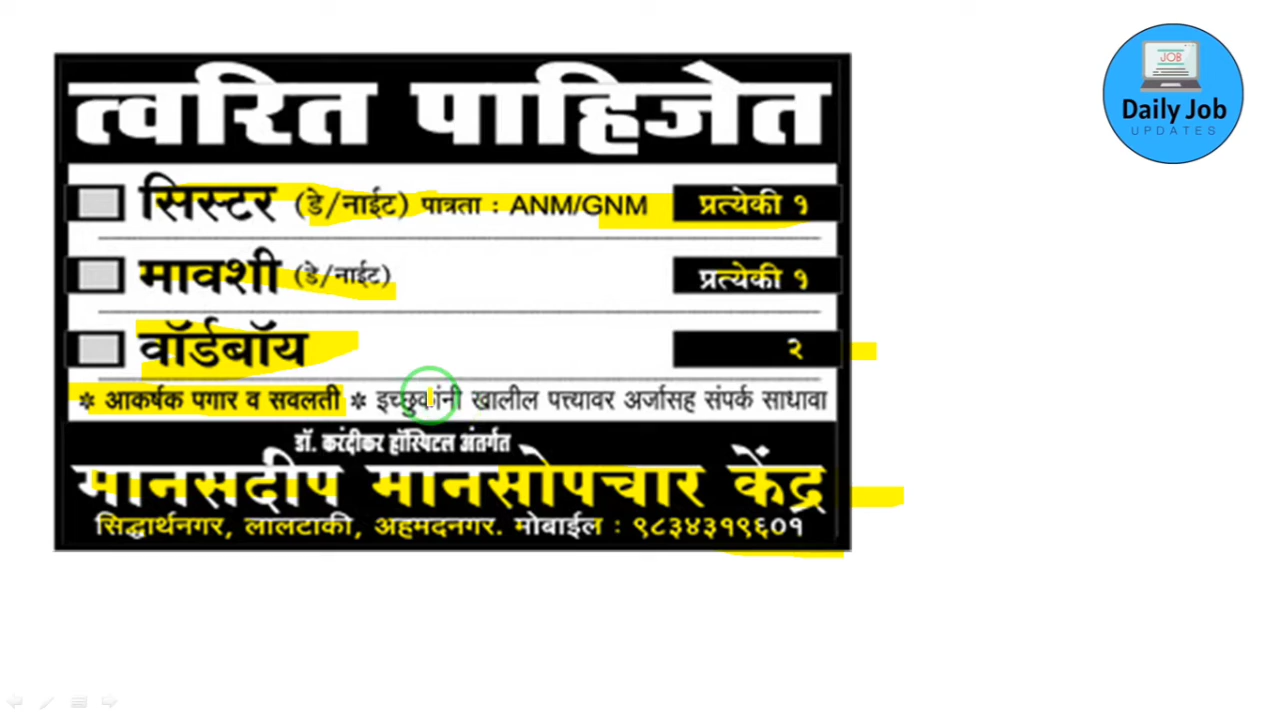 त्वरित पाहिजेत
सिस्टर (डे/नाईट) पात्रता : ANM/GNM प्रत्येकी १
मावशी (डे/नाईट) प्रत्येकी १
वॉर्डबॉय २
* आकर्षक पगार व सवलती * इच्छुकांनी खालील पत्त्यावर अर्जासह संपर्क साधावा
डॉ. करंदीकर हॉस्पिटल अंतर्गत
मानसदीप मानसोपचार केंद्र
सिद्धार्थनगर, लालटाकी, अहमदनगर. मोबाईल : ९८३४३१९६०१
JOB
Daily Job
UPDATES